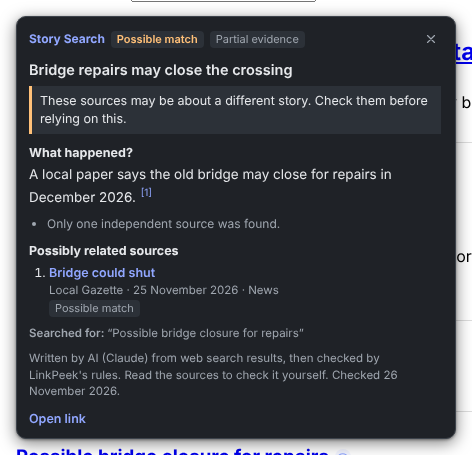 Story Search Possible match Partial evidence ×
Bridge repairs may close the crossing
These sources may be about a different story. Check them before
relying on this.
What happened?
A local paper says the old bridge may close for repairs in
December 2026. [1]
• Only one independent source was found.
Possibly related sources
1. Bridge could shut
Local Gazette · 25 November 2026 · News
Possible match
Searched for: “Possible bridge closure for repairs”
Written by AI (Claude) from web search results, then checked by
LinkPeek's rules. Read the sources to check it yourself. Checked 26
November 2026.
Open link